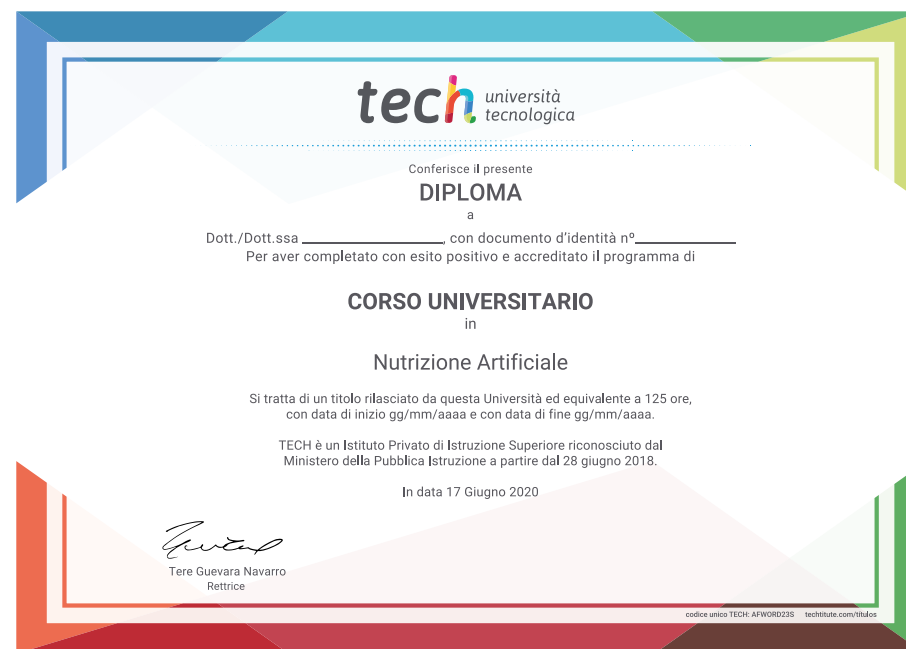 tech università
tecnologica
Conferisce il presente
DIPLOMA
a
Dott./Dott.ssa ____________________, con documento d'identità nº______________
Per aver completato con esito positivo e accreditato il programma di
CORSO UNIVERSITARIO
in
Nutrizione Artificiale
Si tratta di un titolo rilasciato da questa Università ed equivalente a 125 ore,
con data di inizio gg/mm/aaaa e con data di fine gg/mm/aaaa.
TECH è un Istituto Privato di Istruzione Superiore riconosciuto dal
Ministero della Pubblica Istruzione a partire dal 28 giugno 2018.
In data 17 Giugno 2020
Tere Guevara Navarro
Rettrice
codice unico TECH: AFWORD23S techtitute.com/titulos